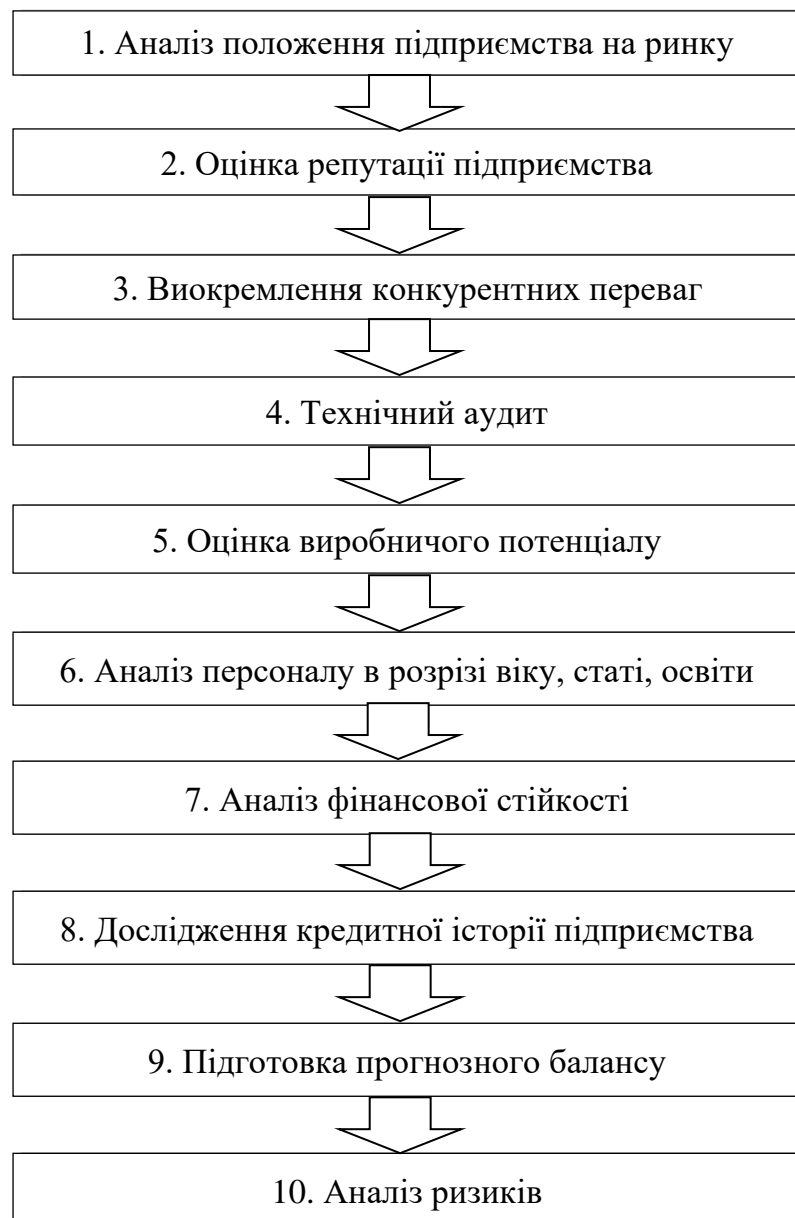 1. Аналіз положення підприємства на ринку
2. Оцінка репутації підприємства
3. Виокремлення конкурентних переваг
4. Технічний аудит
5. Оцінка виробничого потенціалу
6. Аналіз персоналу в розрізі віку, статі, освіти
7. Аналіз фінансової стійкості
8. Дослідження кредитної історії підприємства
9. Підготовка прогнозного балансу
10. Аналіз ризиків